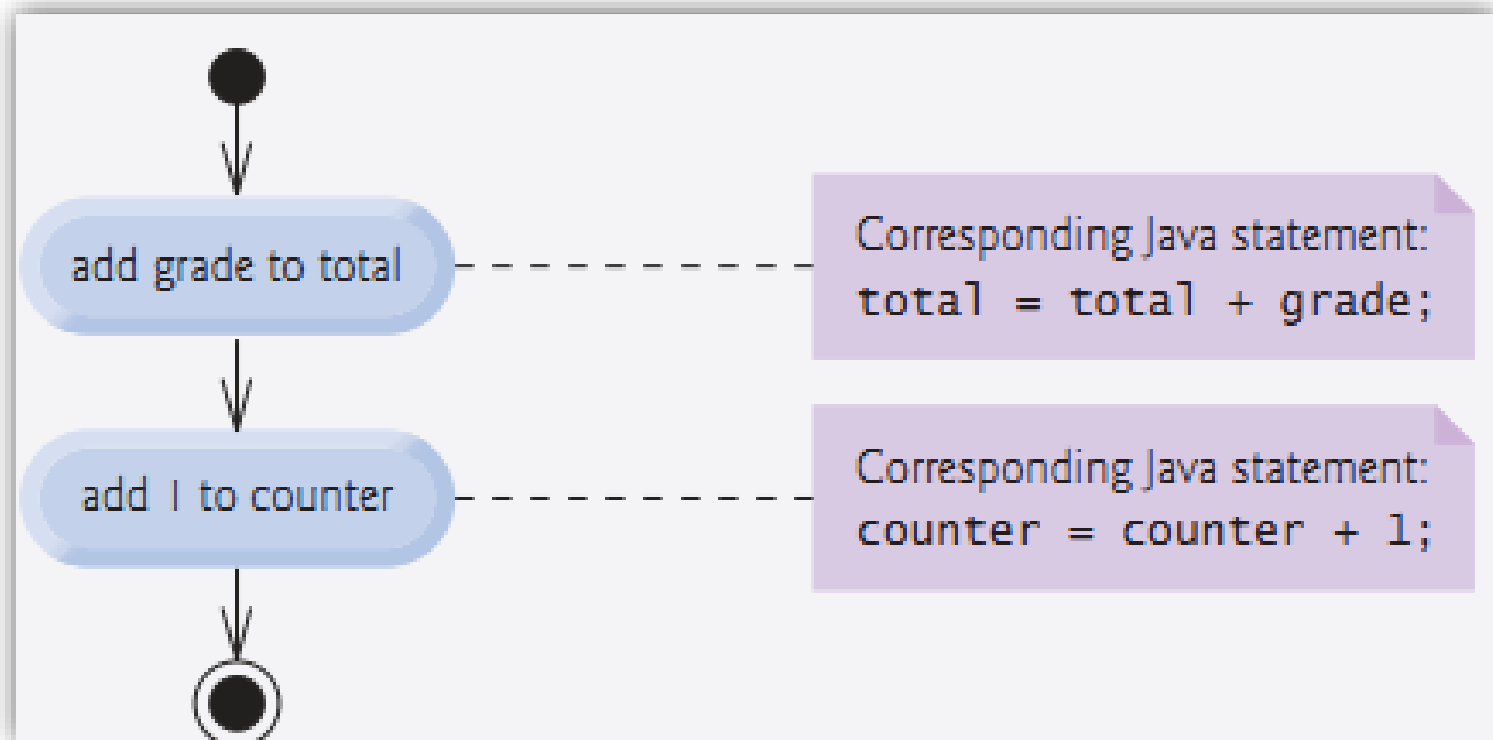 add grade to total
Corresponding Java statement:
total = total + grade;
add 1 to counter
Corresponding Java statement:
counter = counter + 1;